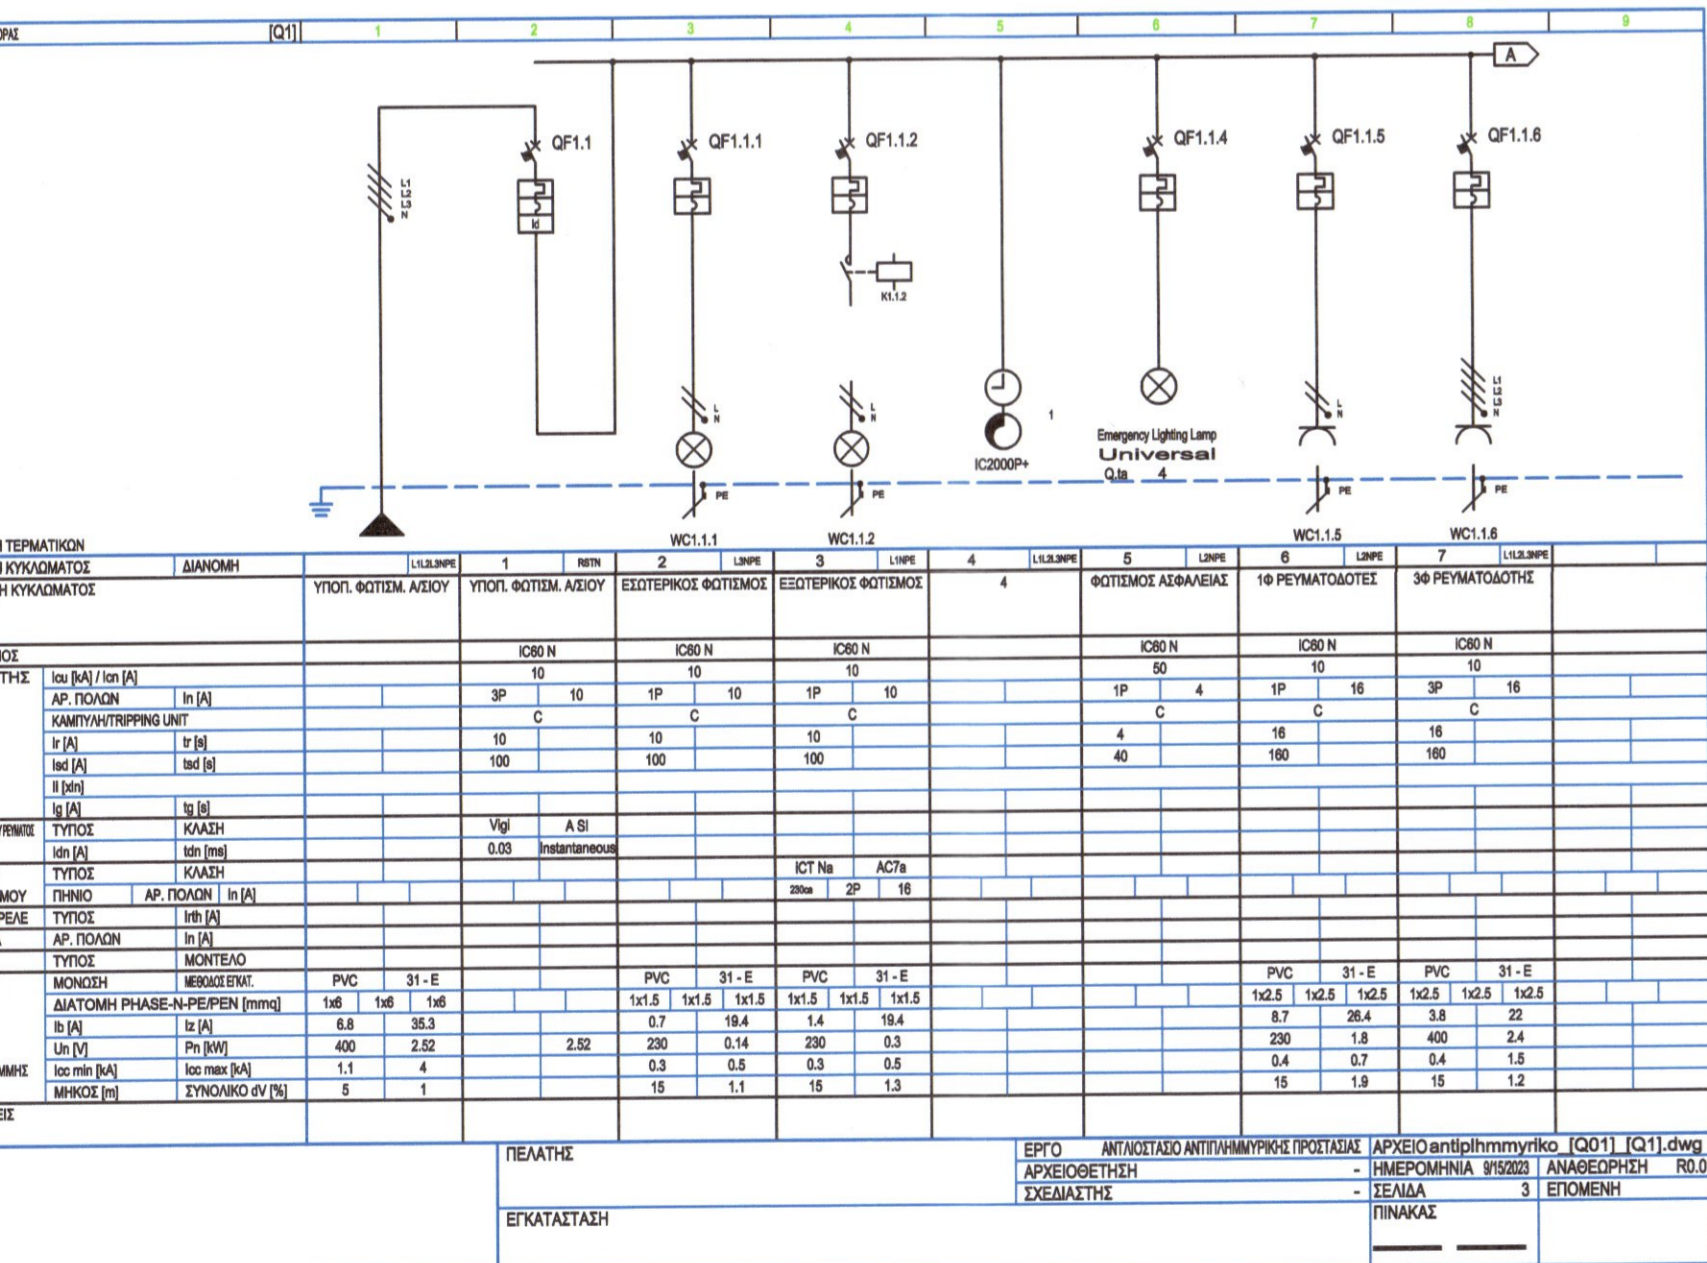 ΟΡΑΣ [Q1] 1 2 3 4 5 6 7 8 9
A
QF1.1 QF1.1.1 QF1.1.2 QF1.1.4 QF1.1.5 QF1.1.6
L1
L2
L3
N
Id
K1.1.2
L
N
L
N
L
N
L1
L2
L3
N
1
IC2000P+
Emergency Lighting Lamp
Universal
Q.ta 4
PE PE PE PE
WC1.1.1 WC1.1.2 WC1.1.5 WC1.1.6
Η ΤΕΡΜΑΤΙΚΩΝ
Η ΚΥΚΛΩΜΑΤΟΣ ΔΙΑΝΟΜΗ L1L2L3NPE 1 RSTN 2 L3NPE 3 L1NPE 4 L1L2L3NPE 5 L2NPE 6 L2NPE 7 L1L2L3NPE
Η ΚΥΚΛΩΜΑΤΟΣ ΥΠΟΠ. ΦΩΤΙΣΜ. Α/ΣΙΟΥ ΥΠΟΠ. ΦΩΤΙΣΜ. Α/ΣΙΟΥ ΕΣΩΤΕΡΙΚΟΣ ΦΩΤΙΣΜΟΣ ΕΞΩΤΕΡΙΚΟΣ ΦΩΤΙΣΜΟΣ 4 ΦΩΤΙΣΜΟΣ ΑΣΦΑΛΕΙΑΣ 1Φ ΡΕΥΜΑΤΟΔΟΤΕΣ 3Φ ΡΕΥΜΑΤΟΔΟΤΗΣ
ΠΟΣ IC60 N IC60 N IC60 N IC60 N IC60 N IC60 N
ΤΗΣ Icu [kA] / Icn [A] 10 10 10 50 10 10
ΑΡ. ΠΟΛΩΝ In [A] 3P 10 1P 10 1P 10 1P 4 1P 16 3P 16
ΚΑΜΠΥΛΗ/TRIPPING UNIT C C C C C C
Ir [A] tr [s] 10 10 10 4 16 16
Isd [A] tsd [s] 100 100 100 40 160 160
Ii [xIn]
Ig [A] tg [s]
ΡΕΥΜΑΤΟΣ ΤΥΠΟΣ ΚΛΑΣΗ Vigi A SI
Idn [A] tdn [ms] 0.03 Instantaneous
ΤΥΠΟΣ ΚΛΑΣΗ ICT Na AC7a
ΜΟΥ ΠΗΝΙΟ ΑΡ. ΠΟΛΩΝ In [A] 230ca 2P 16
ΡΕΛΕ ΤΥΠΟΣ Irth [A]
ΑΡ. ΠΟΛΩΝ In [A]
ΤΥΠΟΣ ΜΟΝΤΕΛΟ
ΜΟΝΩΣΗ ΜΕΘΟΔΟΣ ΕΓΚΑΤ. PVC 31 - E PVC 31 - E PVC 31 - E PVC 31 - E PVC 31 - E
ΔΙΑΤΟΜΗ PHASE-N-PE/PEN [mmq] 1x6 1x6 1x6 1x1.5 1x1.5 1x1.5 1x1.5 1x1.5 1x1.5 1x2.5 1x2.5 1x2.5 1x2.5 1x2.5 1x2.5
Ib [A] Iz [A] 6.8 35.3 0.7 19.4 1.4 19.4 8.7 26.4 3.8 22
Un [V] Pn [kW] 400 2.52 2.52 230 0.14 230 0.3 230 1.8 400 2.4
ΜΜΗΣ Icc min [kA] Icc max [kA] 1.1 4 0.3 0.5 0.3 0.5 0.4 0.7 0.4 1.5
ΜΗΚΟΣ [m] ΣΥΝΟΛΙΚΟ dV [%] 5 1 15 1.1 15 1.3 15 1.9 15 1.2
ΕΙΣ
ΠΕΛΑΤΗΣ ΕΡΓΟ ΑΝΤΛΙΟΣΤΑΣΙΟ ΑΝΤΙΠΛΗΜΜΥΡΙΚΗΣ ΠΡΟΣΤΑΣΙΑΣ ΑΡΧΕΙΟ antiplhmmyriko_[Q01]_[Q1].dwg
ΑΡΧΕΙΟΘΕΤΗΣΗ - ΗΜΕΡΟΜΗΝΙΑ 9/15/2023 ΑΝΑΘΕΩΡΗΣΗ R0.0
ΣΧΕΔΙΑΣΤΗΣ - ΣΕΛΙΔΑ 3 ΕΠΟΜΕΝΗ
ΕΓΚΑΤΑΣΤΑΣΗ ΠΙΝΑΚΑΣ